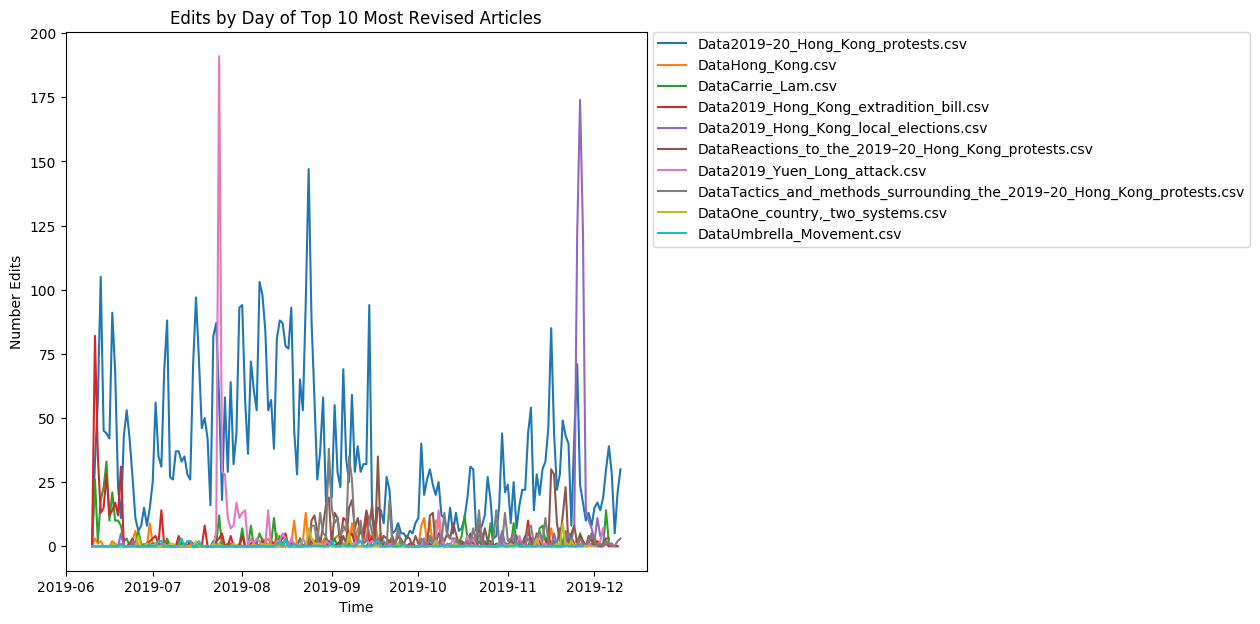 Edits by Day of Top 10 Most Revised Articles
200
175
150
125
100
75
50
25
0
Number Edits
2019-06
2019-07
2019-08
2019-09
2019-10
2019-11
2019-12
Time
Data2019–20_Hong_Kong_protests.csv
DataHong_Kong.csv
DataCarrie_Lam.csv
Data2019_Hong_Kong_extradition_bill.csv
Data2019_Hong_Kong_local_elections.csv
DataReactions_to_the_2019–20_Hong_Kong_protests.csv
Data2019_Yuen_Long_attack.csv
DataTactics_and_methods_surrounding_the_2019–20_Hong_Kong_protests.csv
DataOne_country,_two_systems.csv
DataUmbrella_Movement.csv